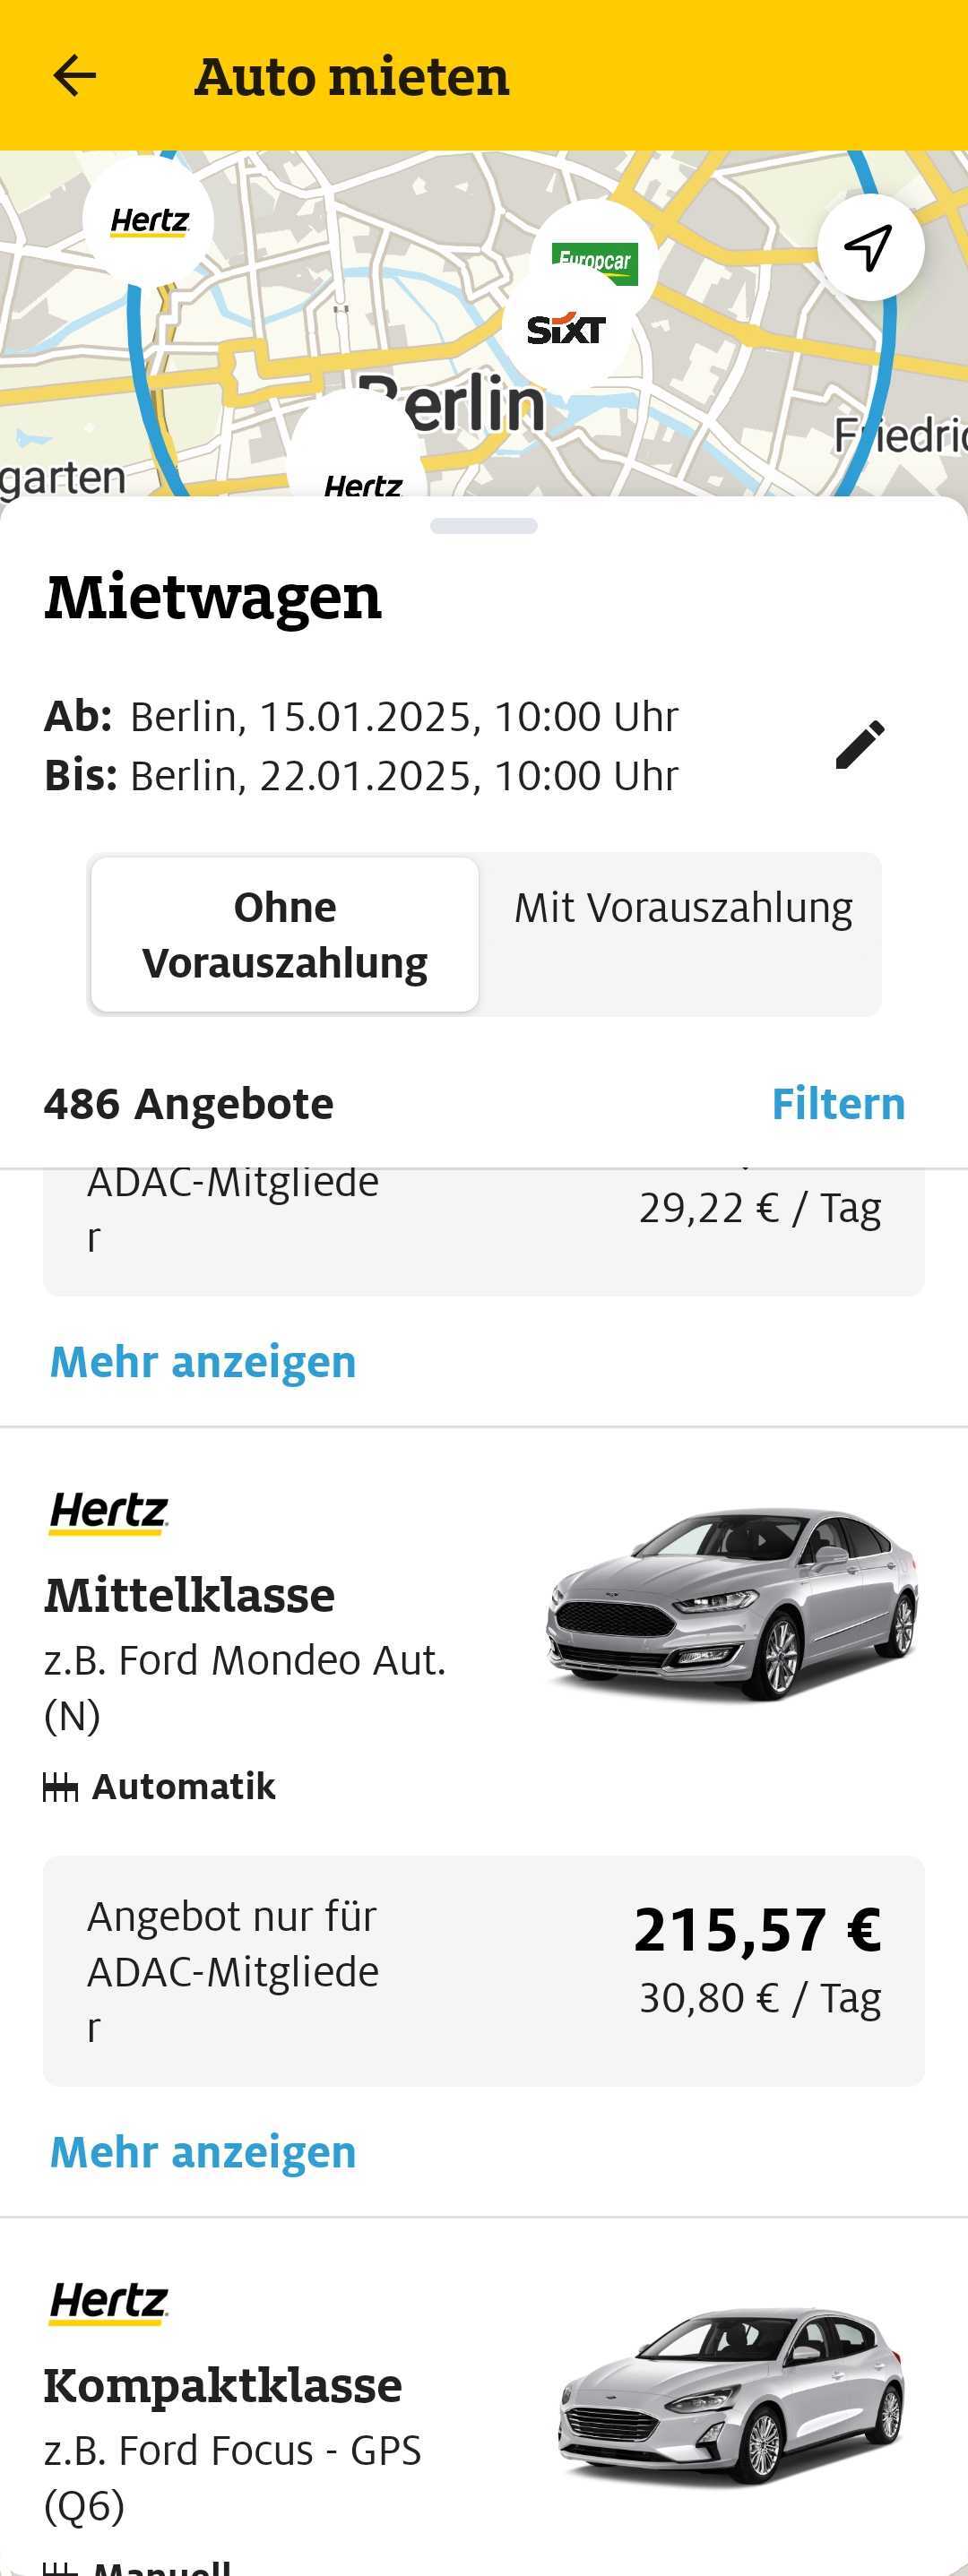 Auto mieten
Hertz
Europcar
SIXT
Berlin
Friedric
garten
Hertz
Mietwagen
Ab: Berlin, 15.01.2025, 10:00 Uhr
Bis: Berlin, 22.01.2025, 10:00 Uhr
Ohne
Vorauszahlung
Mit Vorauszahlung
486 Angebote
Filtern
ADAC-Mitgliede
r
29,22 € / Tag
Mehr anzeigen
Hertz
Mittelklasse
z.B. Ford Mondeo Aut.
(N)
Automatik
Angebot nur für
ADAC-Mitgliede
r
215,57 €
30,80 € / Tag
Mehr anzeigen
Hertz
Kompaktklasse
z.B. Ford Focus - GPS
(Q6)
Manuell